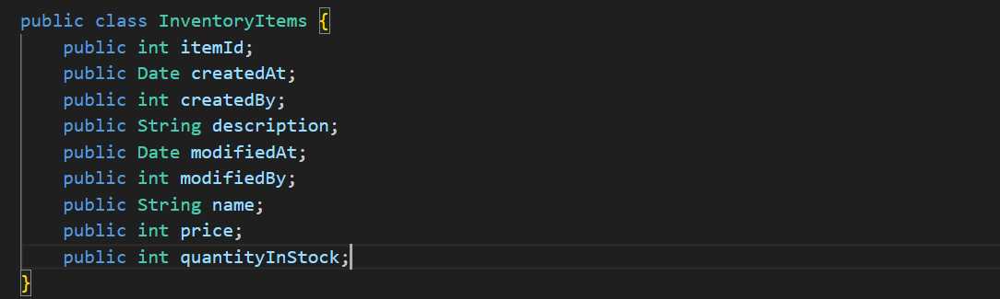 public class InventoryItems {
    public int itemId;
    public Date createdAt;
    public int createdBy;
    public String description;
    public Date modifiedAt;
    public int modifiedBy;
    public String name;
    public int price;
    public int quantityInStock;
}